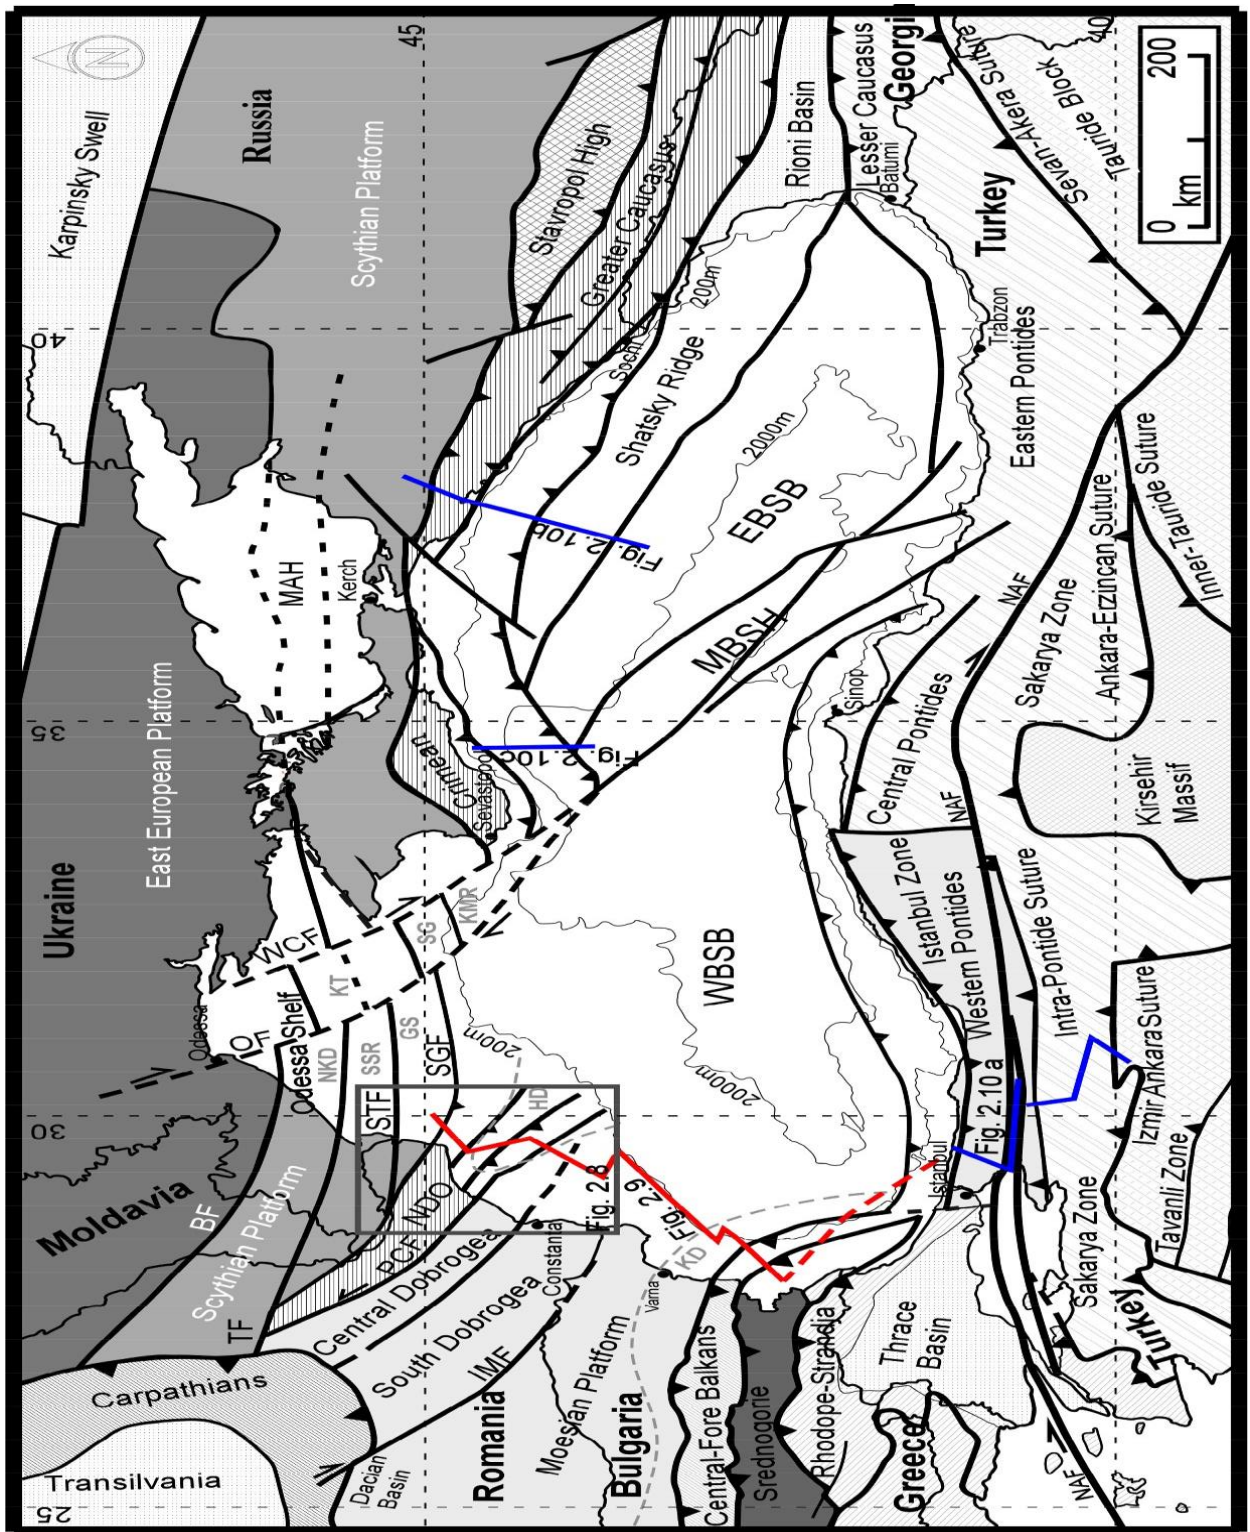 N
Karpinsky Swell
45
Russia
Scythian Platform
Stavropol High
Greater Caucasus
Rioni Basin
Lesser Caucasus
Georgi
Batumi
Sevan-Akera Suture
40
Tauride Block
0
200
km
Turkey
40
Sochi
200m
Shatsky Ridge
2000m
Trabzon
Eastern Pontides
EBSB
Fig. 2.10b
MAH
Kerch
MBSH
NAF
Sakarya Zone
Ankara-Erzincan Suture
Inner-Tauride Suture
Ukraine
East European Platform
35
Crimean
Sevastopol
Fig. 2.10c
Sinop
Central Pontides
NAF
Kirsehir
Massif
WCF
KT
SG
KMR
WBSB
Istanbul Zone
Western Pontides
Intra-Pontide Suture
Odessa
OF
Odessa Shelf
NKD
SSR
GS
SGF
200m
2000m
STF
HD
Fig. 2.10 a
Izmir Ankara Suture
30
Moldavia
BF
Scythian Platform
TF
PCF
NDO
Central Dobrogea
South Dobrogea
IMF
Constanta
Fig. 2.8
Fig. 2.9
KD
Varna
Istanbul
Sakarya Zone
Tavanli Zone
Turkey
Carpathians
Transilvania
Dacian
Basin
Romania
Moesian Platform
Bulgaria
Central-Fore Balkans
Srednogorie
Rhodope-Strandja
Thrace
Basin
Greece
NAF
25